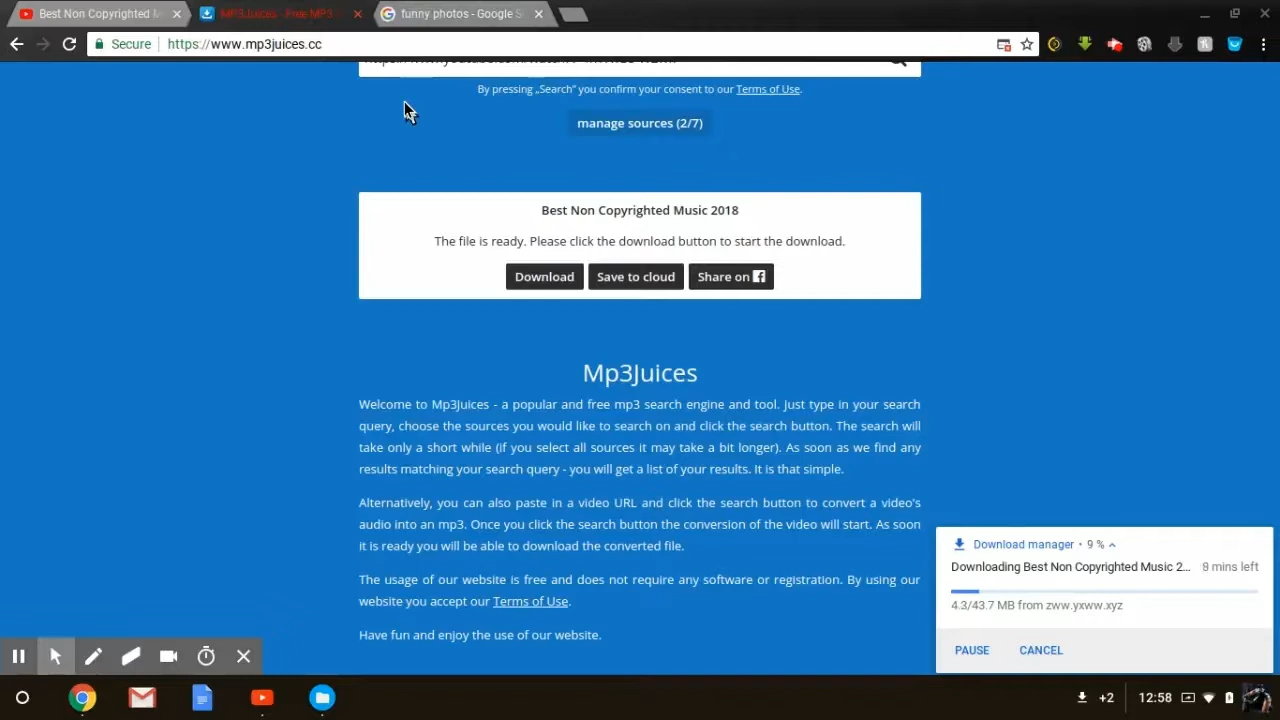 Best Non Copyrighted M
MP3Juices - Free MP3
funny photos - Google S
Secure
https://www.mp3juices.cc
By pressing „Search” you confirm your consent to our Terms of Use.
manage sources (2/7)
Best Non Copyrighted Music 2018
The file is ready. Please click the download button to start the download.
Download
Save to cloud
Share on
Mp3Juices
Welcome to Mp3Juices - a popular and free mp3 search engine and tool. Just type in your search
query, choose the sources you would like to search on and click the search button. The search will
take only a short while (if you select all sources it may take a bit longer). As soon as we find any
results matching your search query - you will get a list of your results. It is that simple.
Alternatively, you can also paste in a video URL and click the search button to convert a video's
audio into an mp3. Once you click the search button the conversion of the video will start. As soon
it is ready you will be able to download the converted file.
The usage of our website is free and does not require any software or registration. By using our
website you accept our Terms of Use.
Have fun and enjoy the use of our website.
Download manager • 9 %
Downloading Best Non Copyrighted Music 2... 8 mins left
4.3/43.7 MB from zww.yxww.xyz
PAUSE
CANCEL
+2
12:58